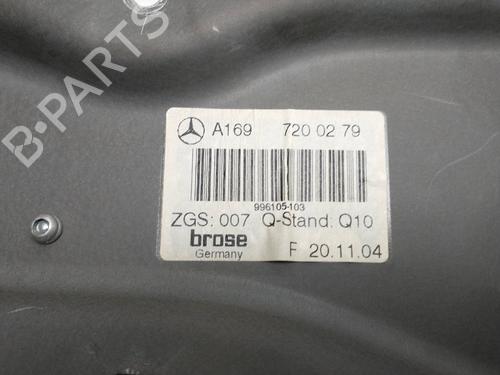 A169 720 02 79
996105-103
ZGS: 007 Q-Stand: Q10
brose
Germany F 20.11.04
B-PARTS